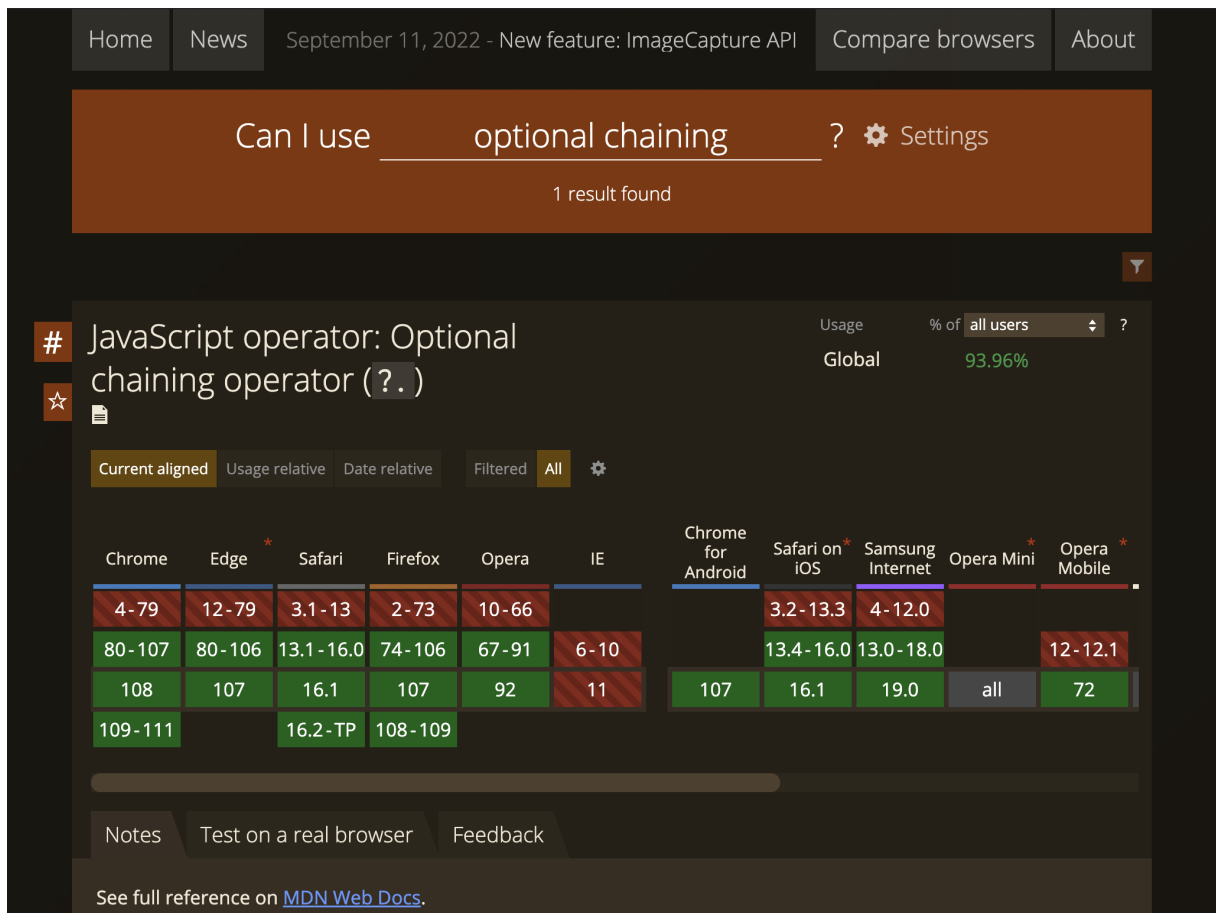 Home News September 11, 2022 - New feature: ImageCapture API Compare browsers About
Can I use optional chaining ? Settings
1 result found
# JavaScript operator: Optional
chaining operator (?.)
Usage % of all users ?
Global 93.96%
Current aligned Usage relative Date relative Filtered All
Chrome Edge * Safari Firefox Opera IE Chrome for Android Safari on iOS * Samsung Internet Opera Mini * Opera Mobile *
4-79 12-79 3.1-13 2-73 10-66 3.2-13.3 4-12.0
80-107 80-106 13.1-16.0 74-106 67-91 6-10 13.4-16.0 13.0-18.0 12-12.1
108 107 16.1 107 92 11 107 16.1 19.0 all 72
109-111 16.2-TP 108-109
Notes Test on a real browser Feedback
See full reference on MDN Web Docs.